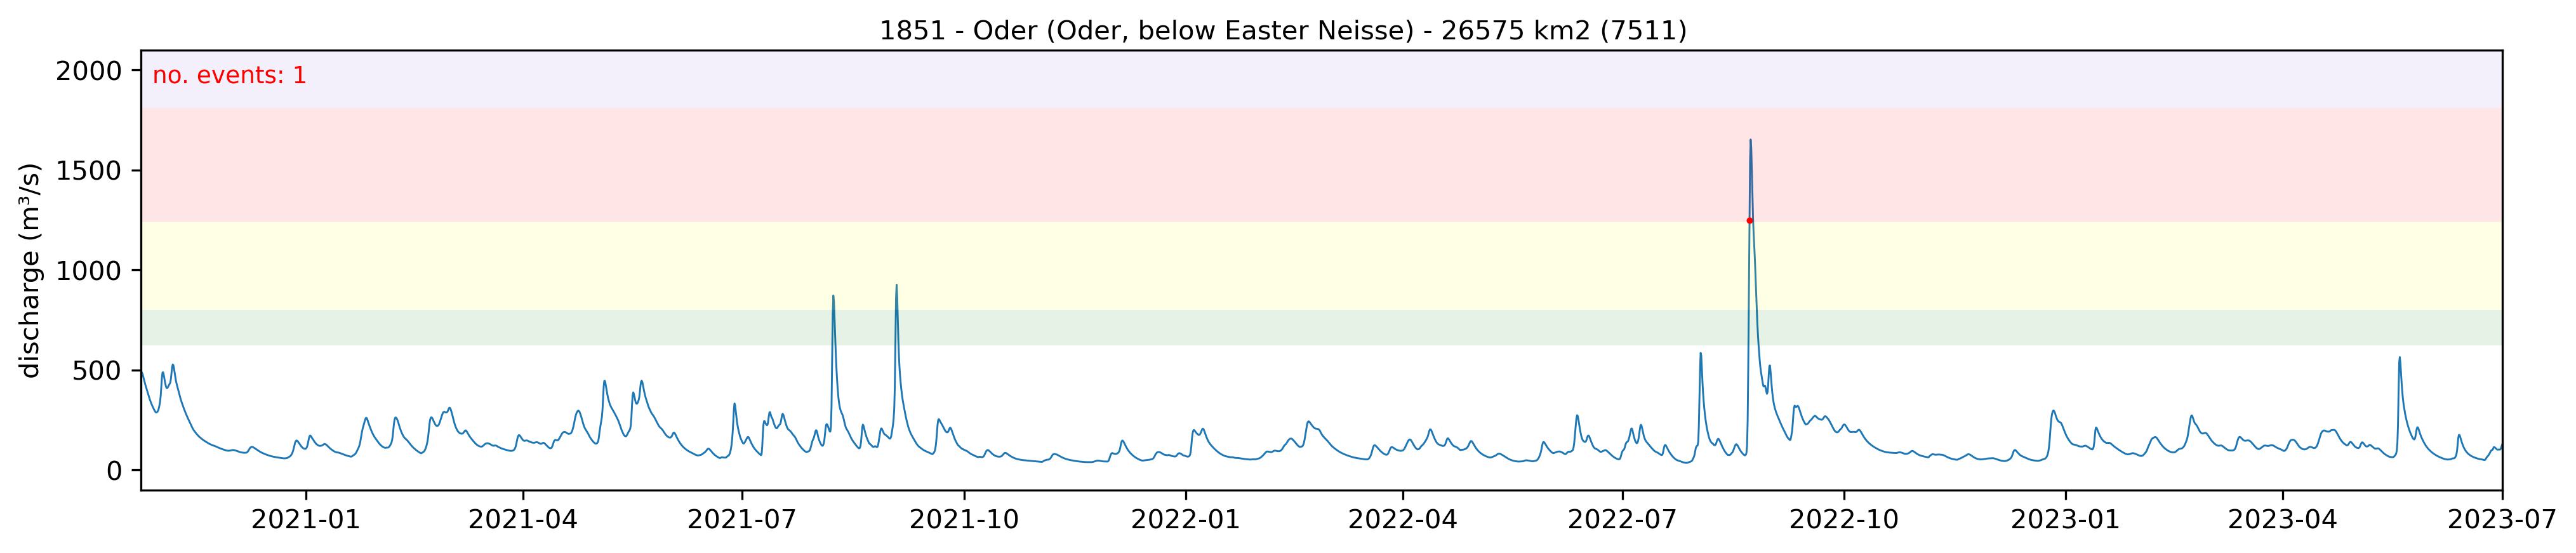 1851 - Oder (Oder, below Easter Neisse) - 26575 km2 (7511)
no. events: 1
discharge (m³/s)
2000
1500
1000
500
0
2021-01 2021-04 2021-07 2021-10 2022-01 2022-04 2022-07 2022-10 2023-01 2023-04 2023-07